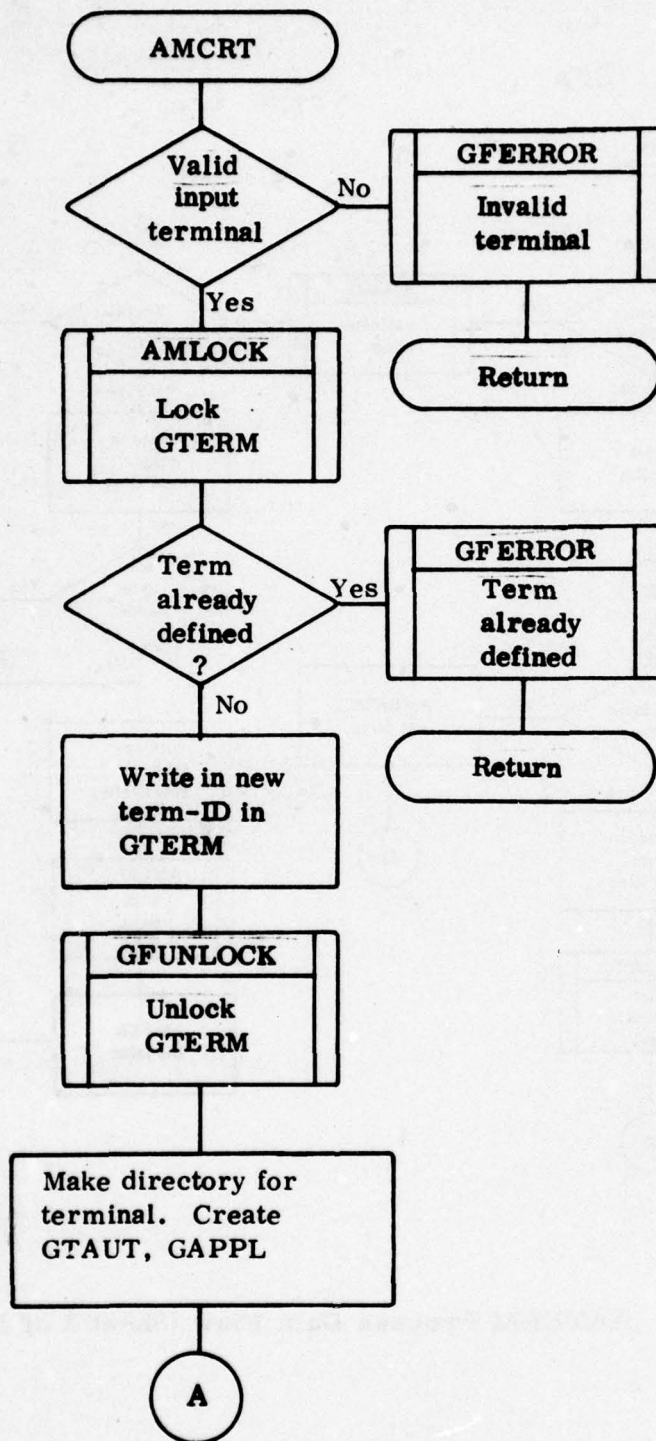 AMCRT
Valid
input
terminal
No
GFERROR
Invalid
terminal
Return
Yes
AMLOCK
Lock
GTERM
Term
already
defined
?
Yes
GFERROR
Term
already
defined
Return
No
Write in new
term-ID in
GTERM
GFUNLOCK
Unlock
GTERM
Make directory for
terminal. Create
GTAUT, GAPPL
A